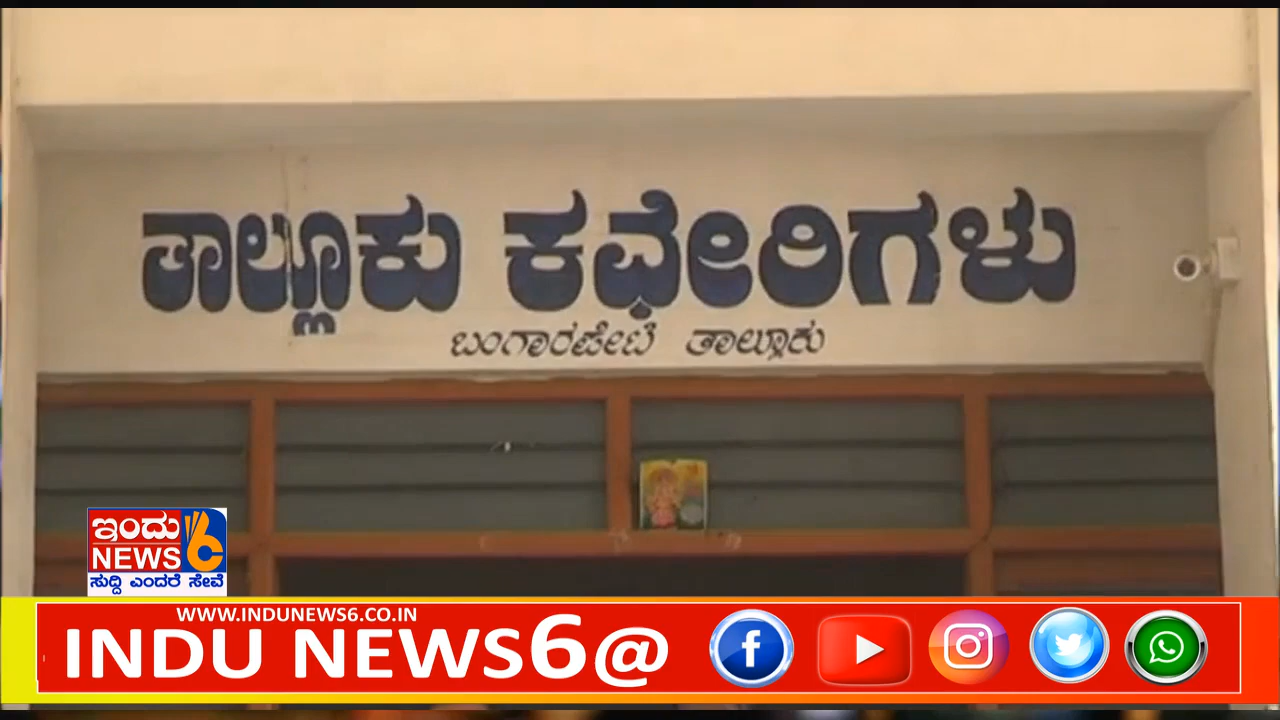 ತಾಲ್ಲೂಕು ಕಛೇರಿಗಳು
ಬಂಗಾರಪೇಟೆ ತಾಲ್ಲೂಕು
ಇಂದು
NEWS 6
ಸುದ್ದಿ ಎಂದರೆ ಸೇವೆ
WWW.INDUNEWS6.CO.IN
INDU NEWS6@